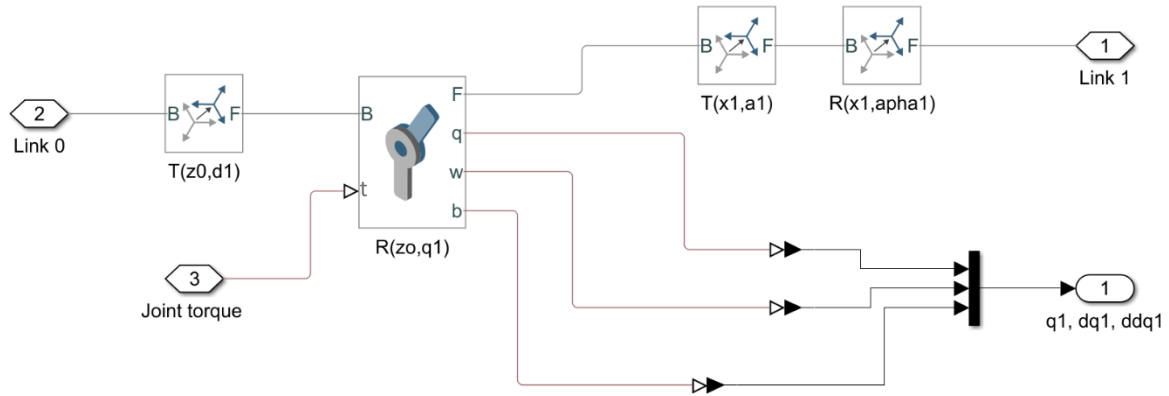 B F
T(x1,a1)
B F
R(x1,apha1)
1
Link 1
2
Link 0
B F
T(z0,d1)
B
t
F
q
w
b
R(zo,q1)
3
Joint torque
1
q1, dq1, ddq1